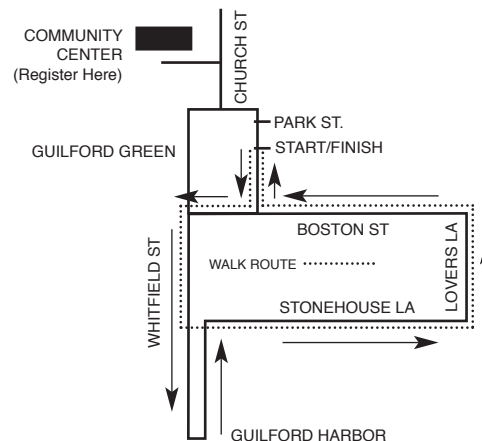 COMMUNITY
CENTER
(Register Here)
CHURCH ST
PARK ST.
GUILFORD GREEN
START/FINISH
WHITFIELD ST
BOSTON ST
LOVERS LA
WALK ROUTE
STONEHOUSE LA
GUILFORD HARBOR